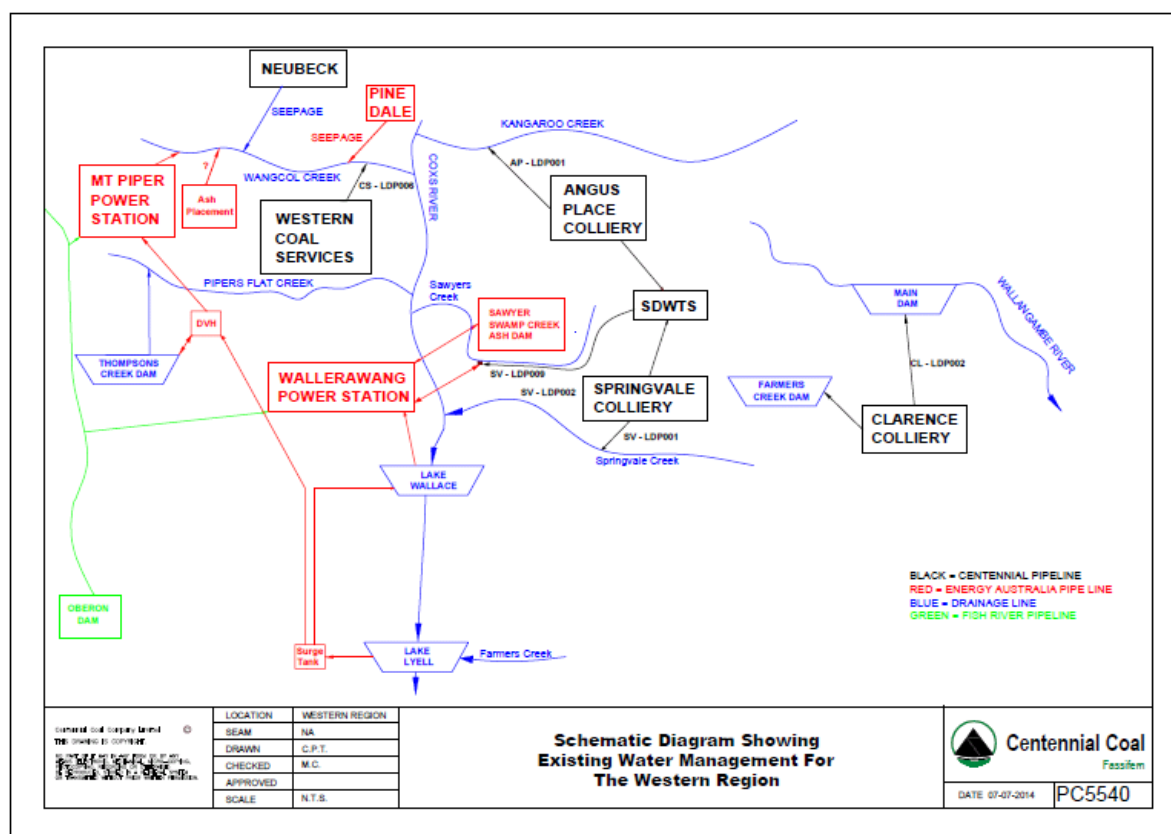 NEUBECK
SEEPAGE
PINE
DALE
SEEPAGE
KANGAROO CREEK
AP - LDP001
WANGCOL CREEK
CS - LDP006
COXS RIVER
?
MT PIPER
POWER
STATION
Ash
Placement
WESTERN
COAL
SERVICES
ANGUS
PLACE
COLLIERY
PIPERS FLAT CREEK
Sawyers
Creek
SDWTS
MAIN
DAM
WALLANGAMBE RIVER
DVH
SAWYER
SWAMP CREEK
ASH DAM
THOMPSONS
CREEK DAM
WALLERAWANG
POWER STATION
SV - LDP009
SV - LDP002
SPRINGVALE
COLLIERY
FARMERS
CREEK DAM
CL - LDP002
CLARENCE
COLLIERY
SV - LDP001
Springvale Creek
LAKE
WALLACE
OBERON
DAM
BLACK = CENTENNIAL PIPELINE
RED = ENERGY AUSTRALIA PIPE LINE
BLUE = DRAINAGE LINE
GREEN = FISH RIVER PIPELINE
Surge
Tank
LAKE
LYELL
Farmers Creek
Centennial Coal Company Limited ©
THIS DRAWING IS COPYRIGHT.
LOCATION WESTERN REGION
SEAM NA
DRAWN C.P.T.
CHECKED M.C.
APPROVED
SCALE N.T.S.
Schematic Diagram Showing
Existing Water Management For
The Western Region
Centennial Coal
Fassifern
DATE 07-07-2014 PC5540